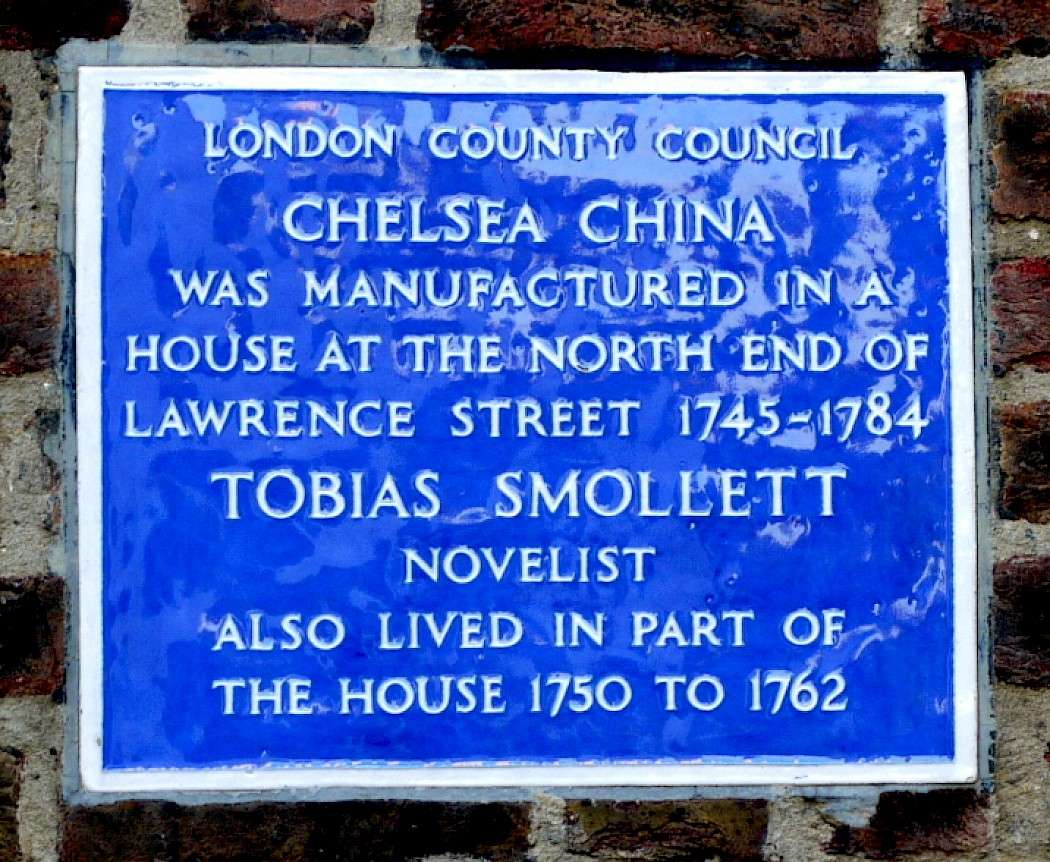 LONDON COUNTY COUNCIL
CHELSEA CHINA
WAS MANUFACTURED IN A
HOUSE AT THE NORTH END OF
LAWRENCE STREET 1745-1784
TOBIAS SMOLLETT
NOVELIST
ALSO LIVED IN PART OF
THE HOUSE 1750 TO 1762